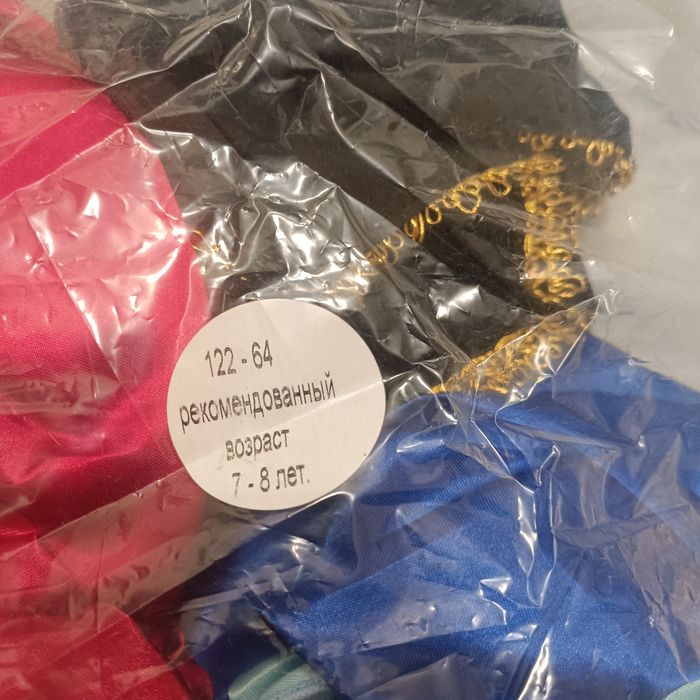 122 - 64
рекомендованный
возраст
7 - 8 лет.